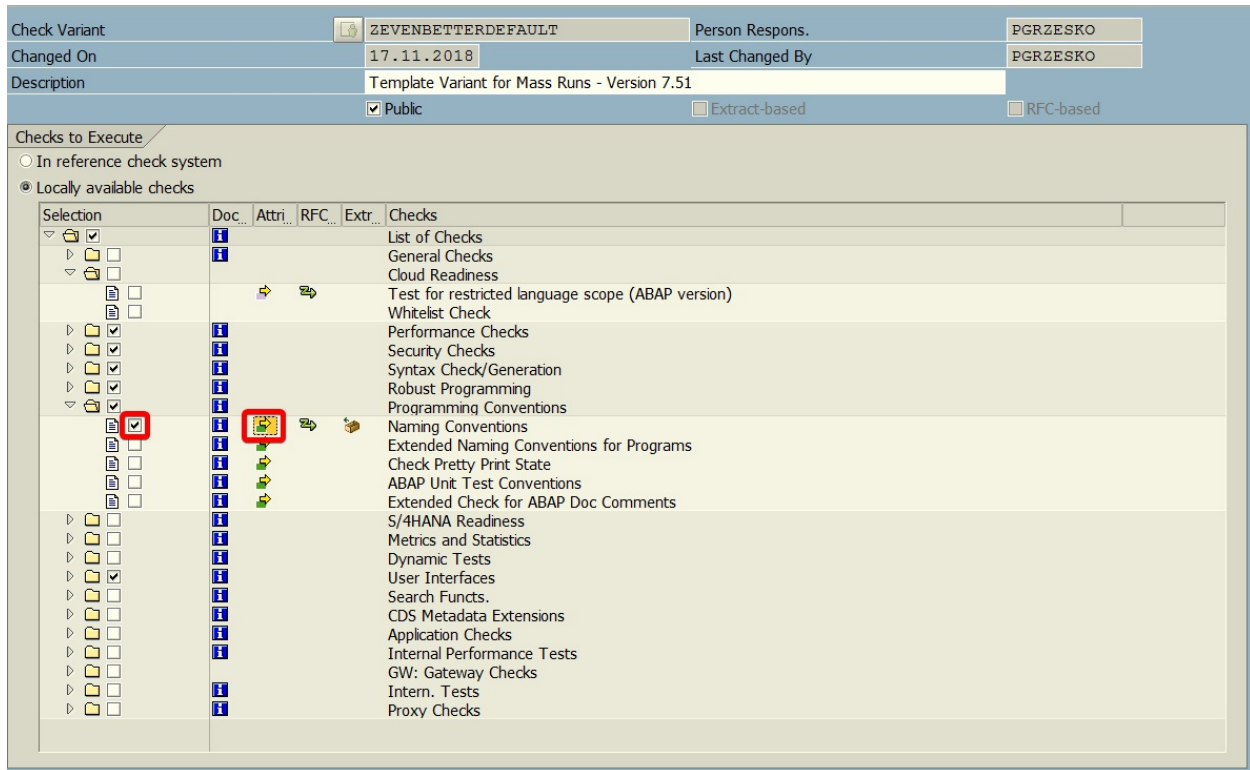 Check Variant ZEVENBETTERDEFAULT Person Respons. PGRZESKO
Changed On 17.11.2018 Last Changed By PGRZESKO
Description Template Variant for Mass Runs - Version 7.51
Public Extract-based RFC-based
Checks to Execute
In reference check system
Locally available checks
Selection Doc... Attri... RFC... Extr... Checks
List of Checks
General Checks
Cloud Readiness
Test for restricted language scope (ABAP version)
Whitelist Check
Performance Checks
Security Checks
Syntax Check/Generation
Robust Programming
Programming Conventions
Naming Conventions
Extended Naming Conventions for Programs
Check Pretty Print State
ABAP Unit Test Conventions
Extended Check for ABAP Doc Comments
S/4HANA Readiness
Metrics and Statistics
Dynamic Tests
User Interfaces
Search Functs.
CDS Metadata Extensions
Application Checks
Internal Performance Tests
GW: Gateway Checks
Intern. Tests
Proxy Checks